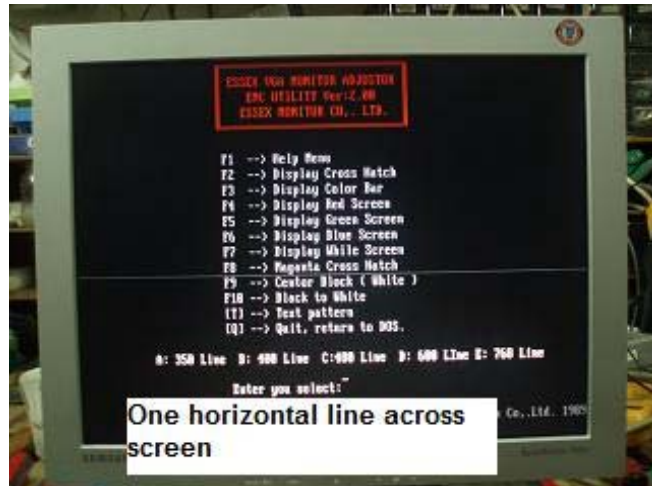 ESSEX VGA MONITOR ADJUSTOR
EMC UTILITY Ver:2.00
ESSEX MONITOR CO,. LTD.
F1 --> Help Menu
F2 --> Display Cross Hatch
F3 --> Display Color Bar
F4 --> Display Red Screen
F5 --> Display Green Screen
F6 --> Display Blue Screen
F7 --> Display While Screen
F8 --> Magenta Cross Hatch
F9 --> Center Block ( White )
F10 --> Black to White
[T] --> Text pattern
[Q] --> Quit, return to DOS.
A: 350 Line B: 400 Line C:480 Line D: 600 LIne E: 768 Line
Enter you select:
Co,.Ltd. 1989
One horizontal line across
screen